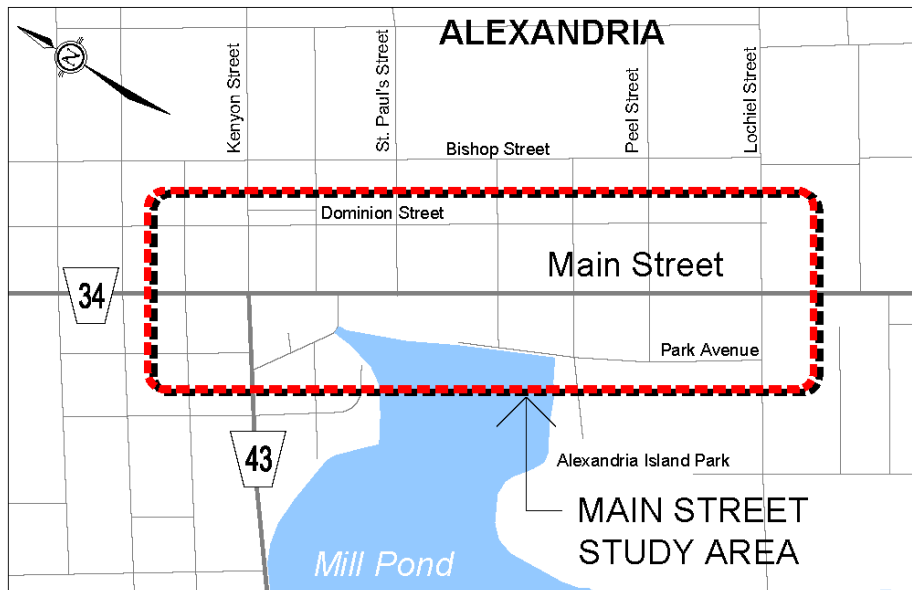 ALEXANDRIA
N
Kenyon Street
St. Paul's Street
Peel Street
Lochiel Street
Bishop Street
Dominion Street
Main Street
34
Park Avenue
43
Alexandria Island Park
MAIN STREET
STUDY AREA
Mill Pond